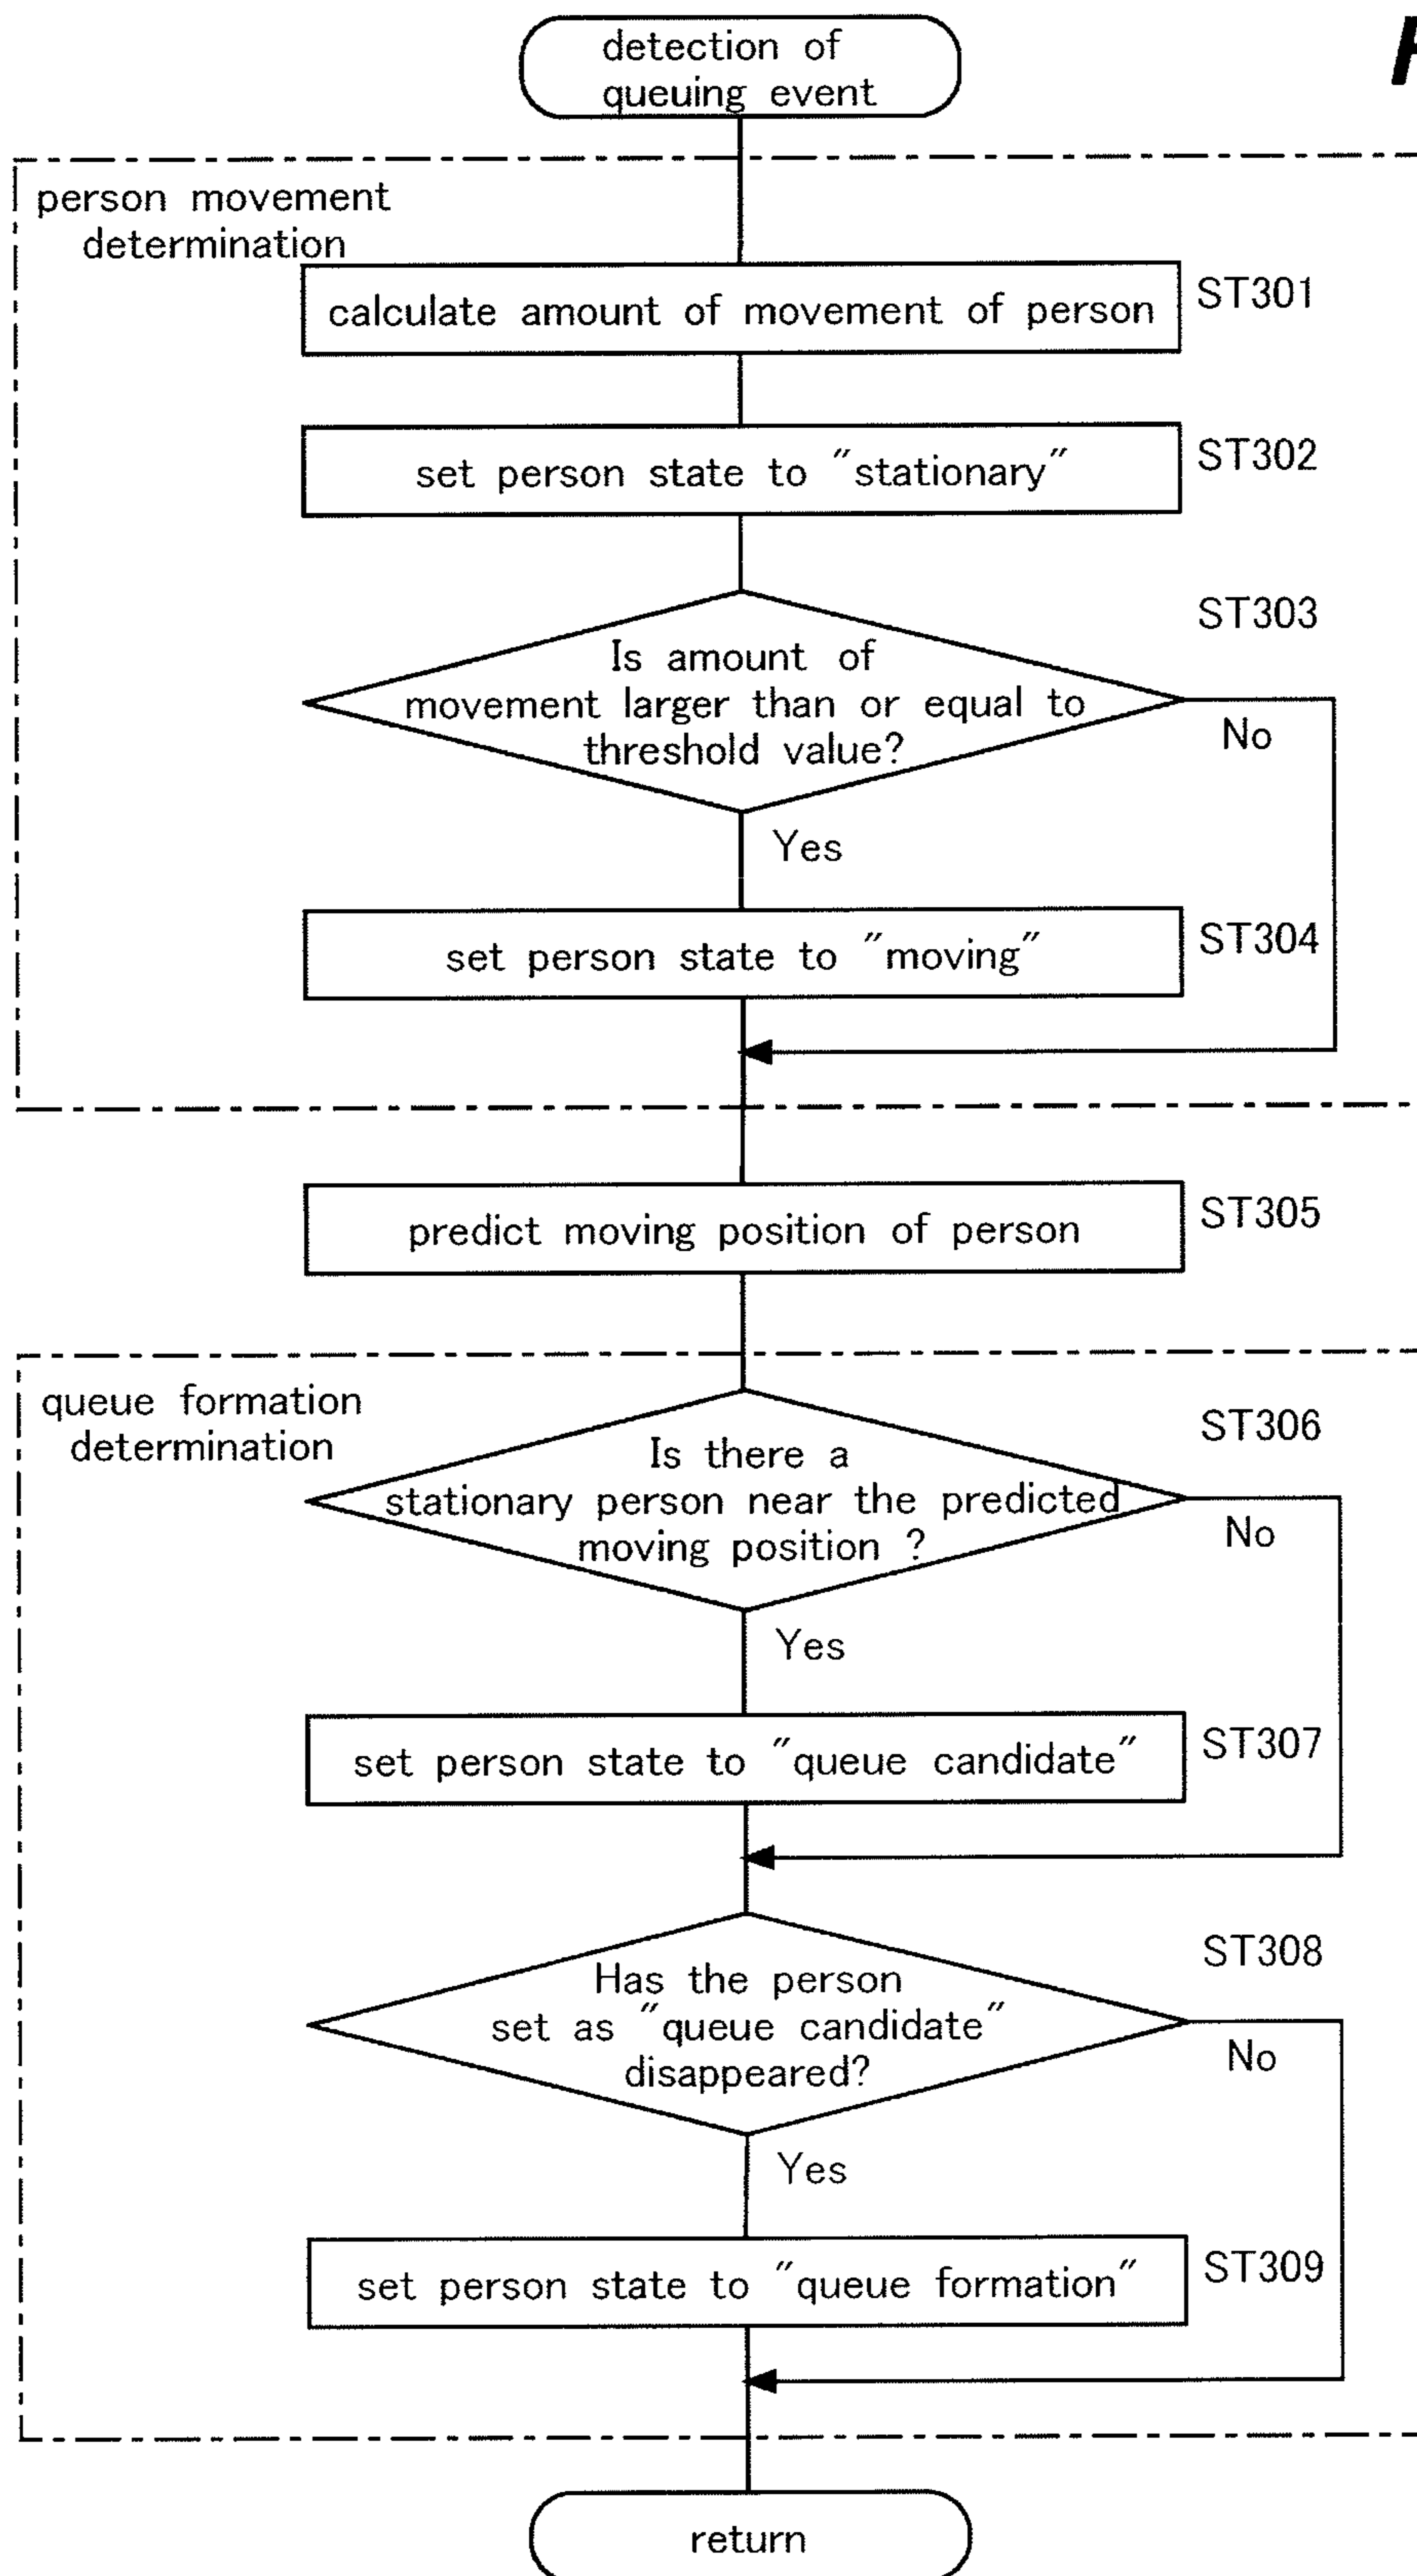 detection of
queuing event
person movement
determination
calculate amount of movement of person
ST301
set person state to "stationary"
ST302
ST303
Is amount of
movement larger than or equal to
threshold value?
No
Yes
set person state to "moving"
ST304
predict moving position of person
ST305
queue formation
determination
ST306
Is there a
stationary person near the predicted
moving position ?
No
Yes
set person state to "queue candidate"
ST307
ST308
Has the person
set as "queue candidate"
disappeared?
No
Yes
set person state to "queue formation"
ST309
return